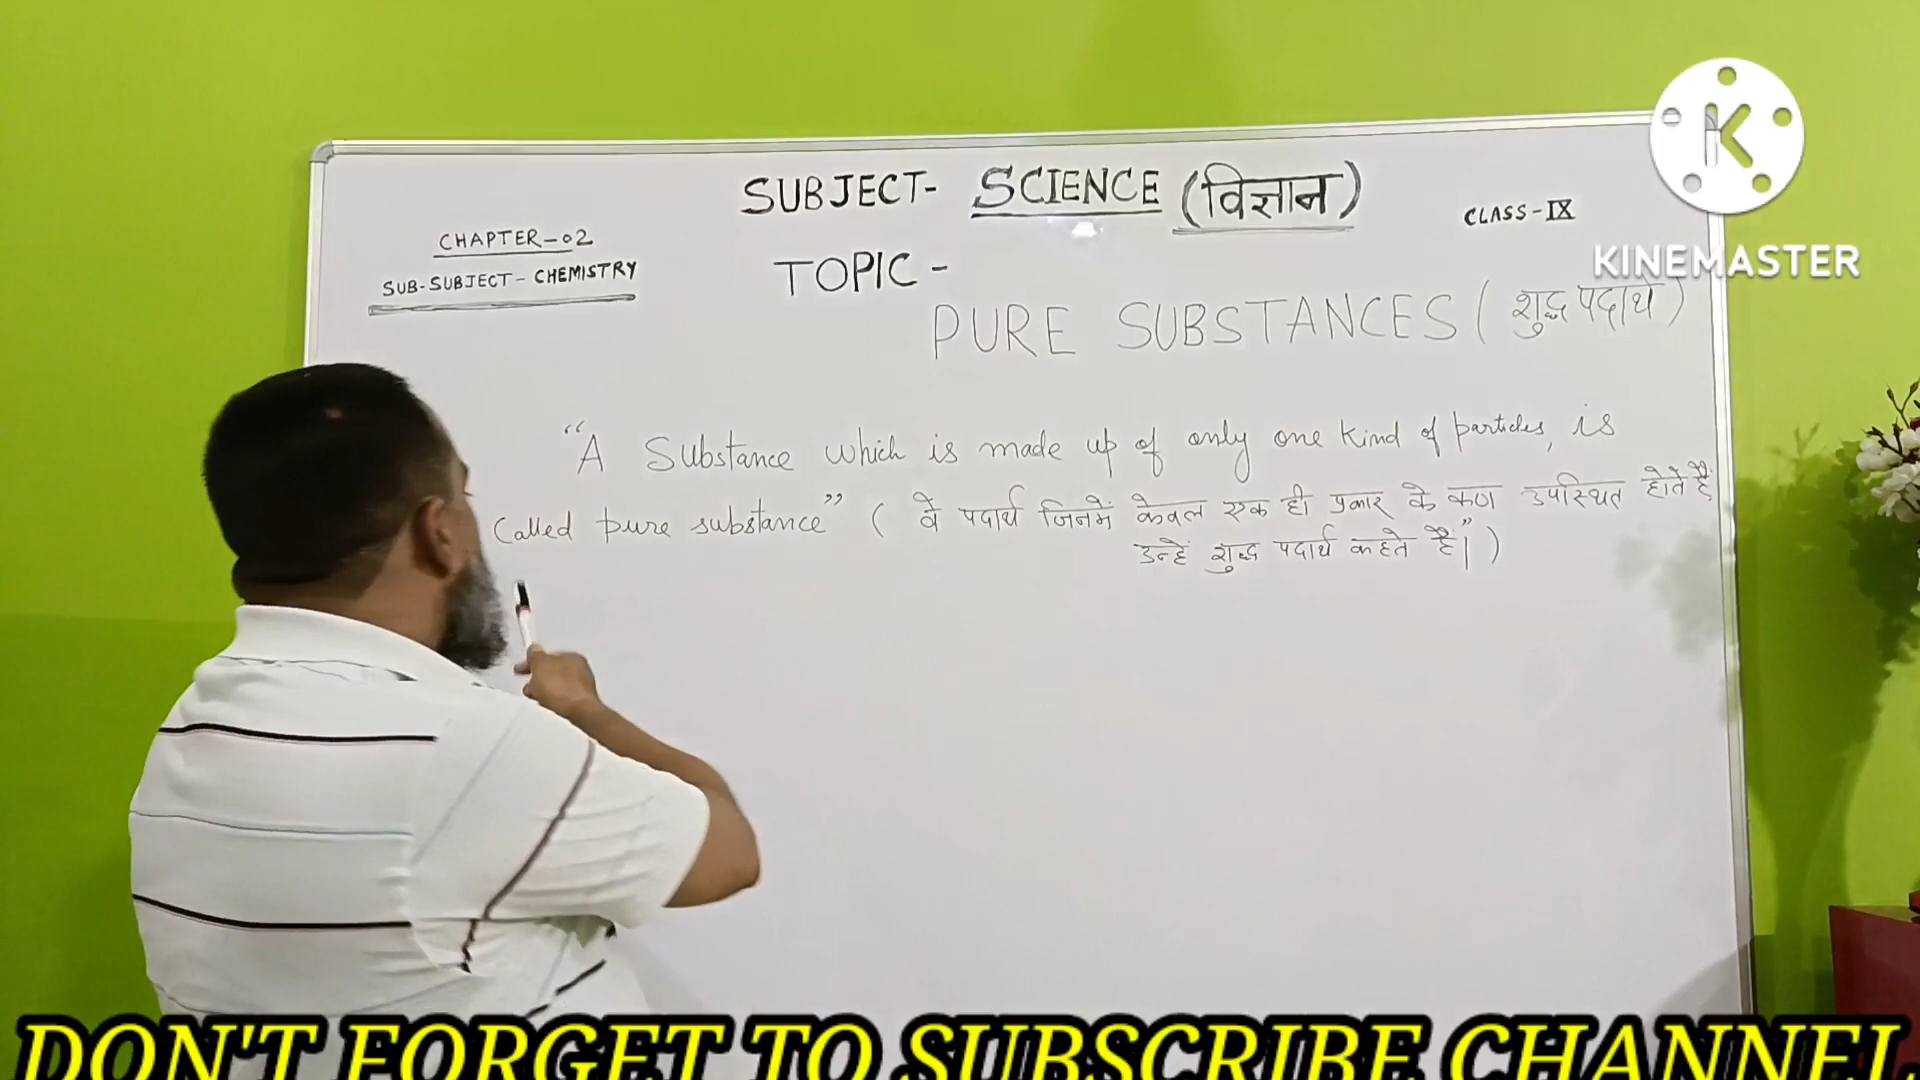 SUBJECT- SCIENCE (विज्ञान)
CLASS-IX
CHAPTER-02
SUB-SUBJECT- CHEMISTRY
TOPIC -
PURE SUBSTANCES (शुद्ध पदार्थ)
"A Substance which is made up of only one kind of particles, is
called pure substance" ( वे पदार्थ जिनमें केवल एक ही प्रकार के कण उपस्थित होते हैं
उन्हें शुद्ध पदार्थ कहते हैं|")
K
KINEMASTER
DON'T FORGET TO SUBSCRIBE CHANNEL